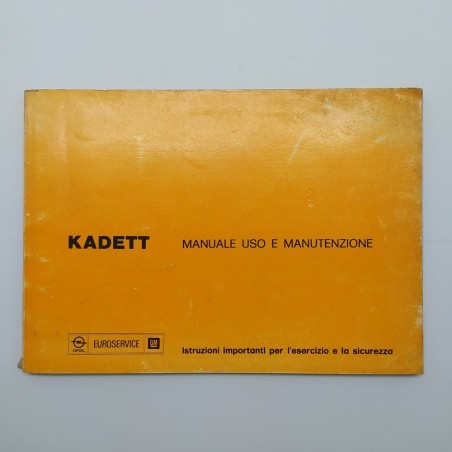 KADETT MANUALE USO E MANUTENZIONE
OPEL EUROSERVICE GM Istruzioni importanti per l'esercizio e la sicurezza